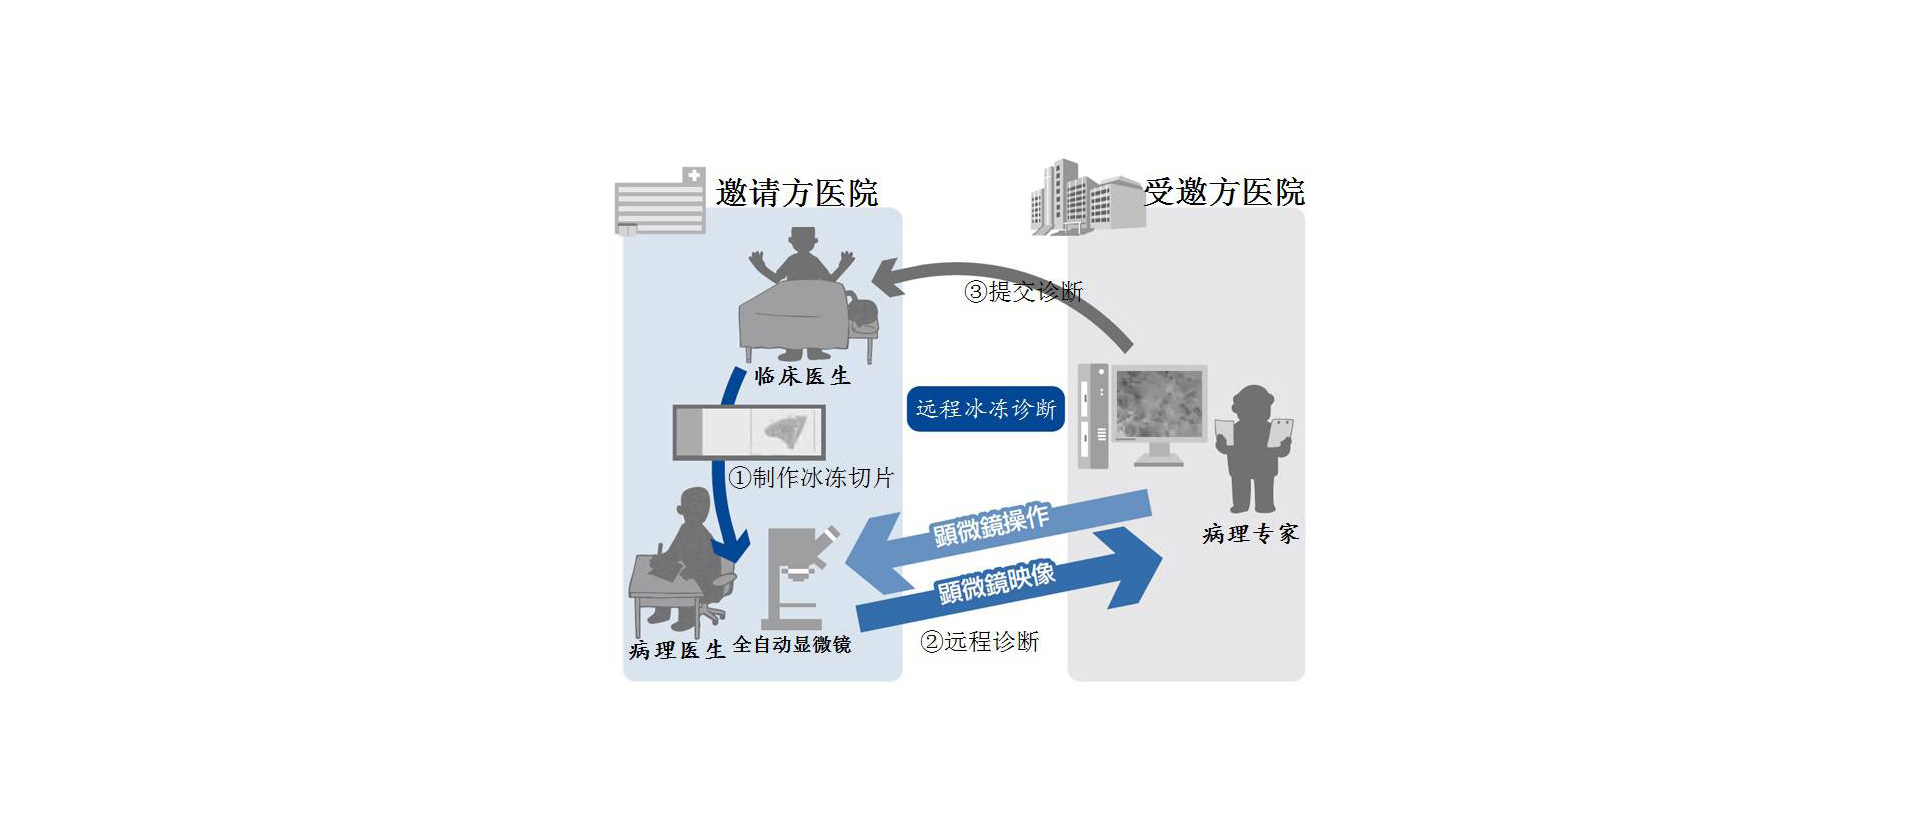 邀请方医院
受邀方医院
③提交诊断
临床医生
远程冰冻诊断
①制作冰冻切片
顕微鏡操作
病理专家
顕微鏡映像
②远程诊断
病理医生
全自动显微镜